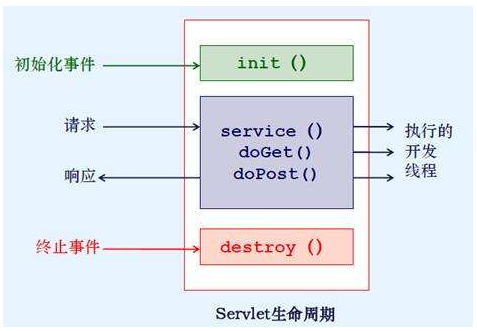 初始化事件
init ()
请求
service ()
执行的
doGet()
开发
响应
doPost()
线程
终止事件
destroy ()
Servlet生命周期